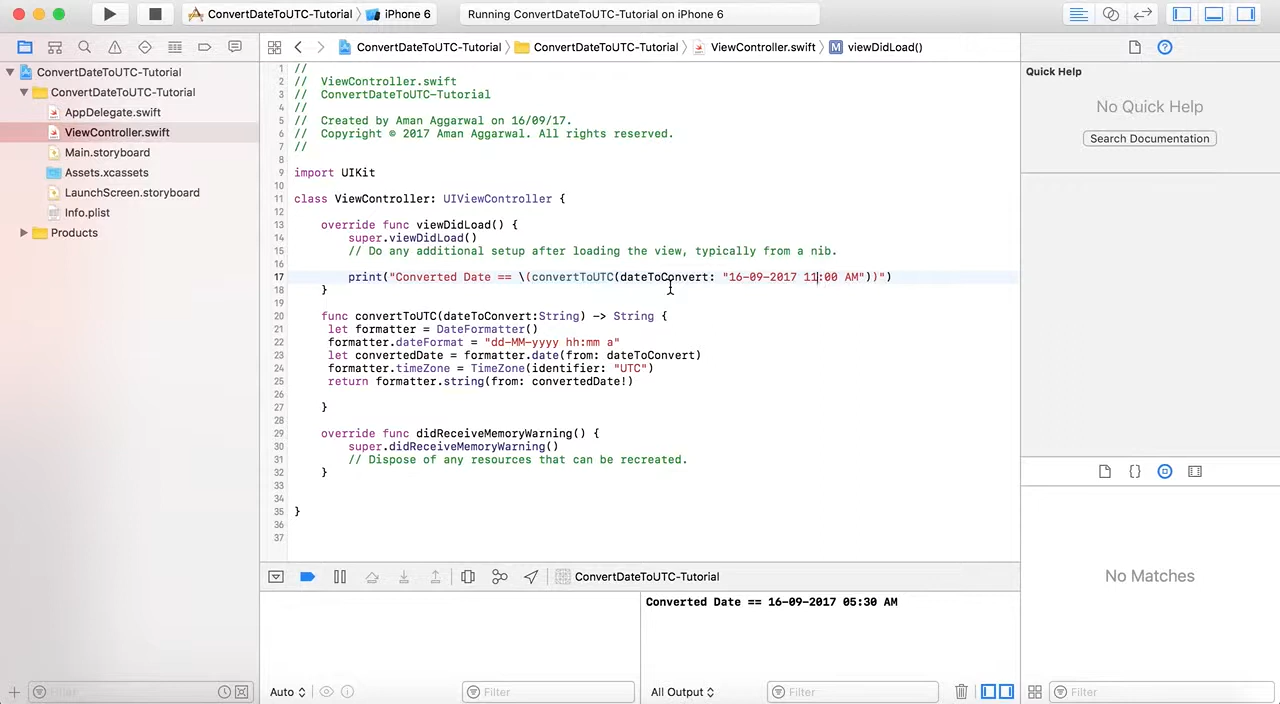 ConvertDateToUTC-Tutorial iPhone 6 Running ConvertDateToUTC-Tutorial on iPhone 6
ConvertDateToUTC-Tutorial ConvertDateToUTC-Tutorial ViewController.swift M viewDidLoad()
ConvertDateToUTC-Tutorial
ConvertDateToUTC-Tutorial
AppDelegate.swift
ViewController.swift
Main.storyboard
Assets.xcassets
LaunchScreen.storyboard
Info.plist
Products
1 //
2 // ViewController.swift
3 // ConvertDateToUTC-Tutorial
4 //
5 // Created by Aman Aggarwal on 16/09/17.
6 // Copyright © 2017 Aman Aggarwal. All rights reserved.
7 //
8
9 import UIKit
10
11 class ViewController: UIViewController {
12
13 override func viewDidLoad() {
14 super.viewDidLoad()
15 // Do any additional setup after loading the view, typically from a nib.
16
17 print("Converted Date == \(convertToUTC(dateToConvert: "16-09-2017 11:00 AM"))")
18 }
19
20 func convertToUTC(dateToConvert:String) -> String {
21 let formatter = DateFormatter()
22 formatter.dateFormat = "dd-MM-yyyy hh:mm a"
23 let convertedDate = formatter.date(from: dateToConvert)
24 formatter.timeZone = TimeZone(identifier: "UTC")
25 return formatter.string(from: convertedDate!)
26
27 }
28
29 override func didReceiveMemoryWarning() {
30 super.didReceiveMemoryWarning()
31 // Dispose of any resources that can be recreated.
32 }
33
34
35 }
36
37
Quick Help
No Quick Help
Search Documentation
{}
No Matches
ConvertDateToUTC-Tutorial
Converted Date == 16-09-2017 05:30 AM
Filter Auto Filter All Output Filter Filter